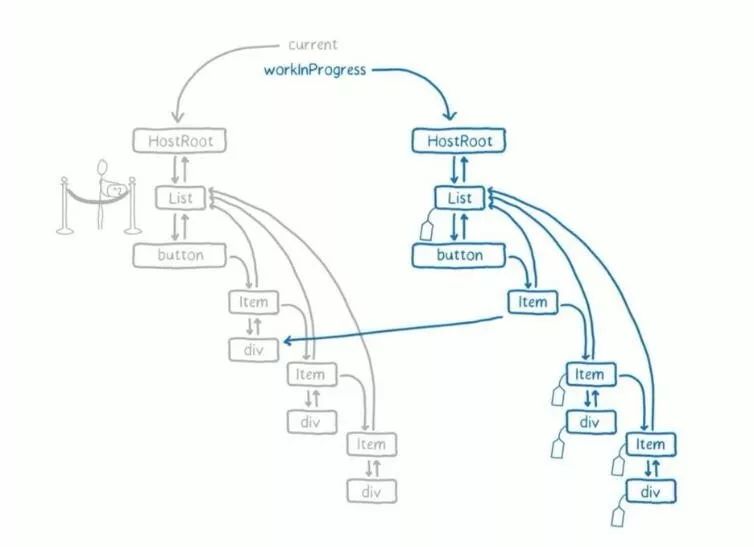 current
workInProgress
HostRoot
List
^2
button
Item
div
Item
div
Item
div
HostRoot
List
button
Item
Item
div
Item
div